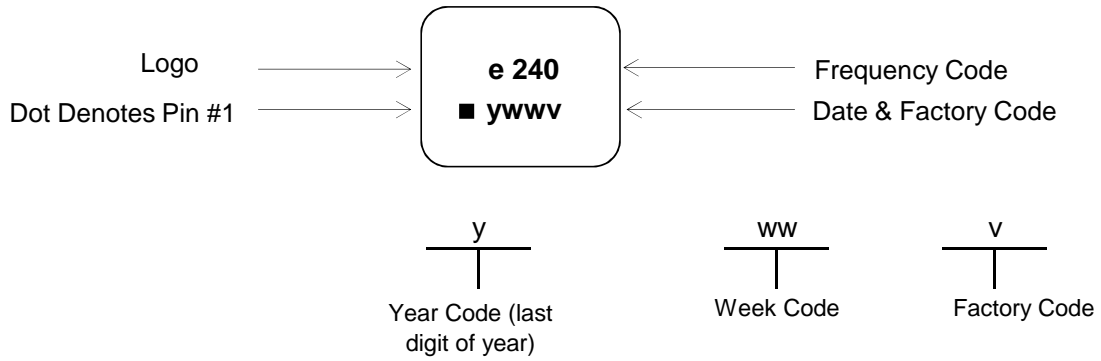 Logo
e 240
Frequency Code
Dot Denotes Pin #1
■ ywwv
Date & Factory Code
y
ww
v
Year Code (last
digit of year)
Week Code
Factory Code